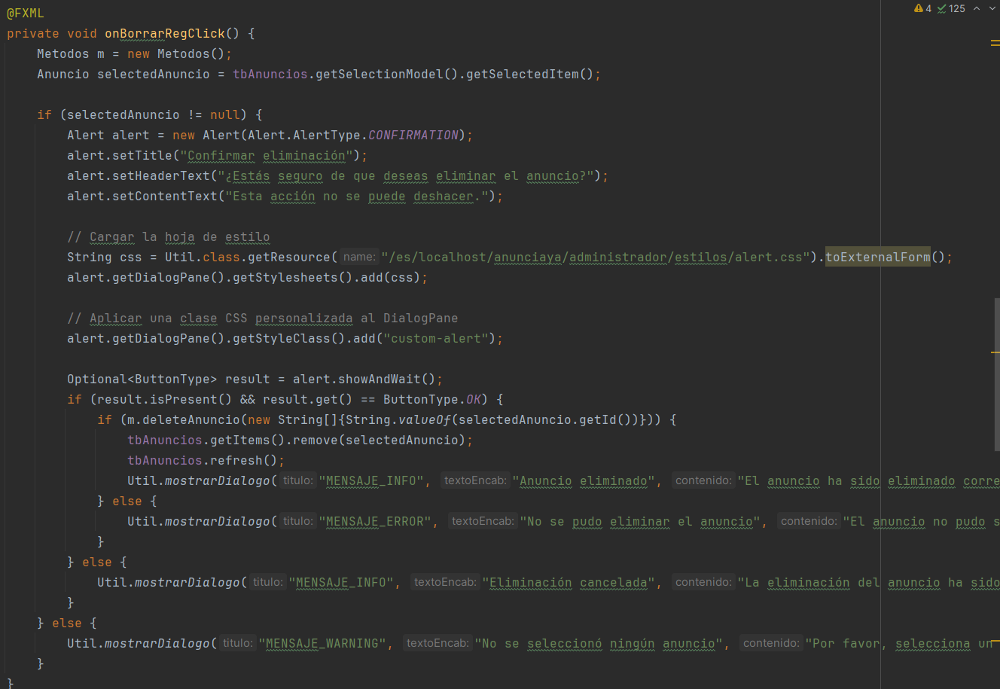 @FXML
4 125
private void onBorrarRegClick() {
Metodos m = new Metodos();
Anuncio selectedAnuncio = tbAnuncios.getSelectionModel().getSelectedItem();
if (selectedAnuncio != null) {
Alert alert = new Alert(Alert.AlertType.CONFIRMATION);
alert.setTitle("Confirmar eliminación");
alert.setHeaderText("¿Estás seguro de que deseas eliminar el anuncio?");
alert.setContentText("Esta acción no se puede deshacer.");
// Cargar la hoja de estilo
String css = Util.class.getResource( name: "/es/localhost/anunciaya/administrador/estilos/alert.css").toExternalForm();
alert.getDialogPane().getStylesheets().add(css);
// Aplicar una clase CSS personalizada al DialogPane
alert.getDialogPane().getStyleClass().add("custom-alert");
Optional<ButtonType> result = alert.showAndWait();
if (result.isPresent() && result.get() == ButtonType.OK) {
if (m.deleteAnuncio(new String[]{String.valueOf(selectedAnuncio.getId())})) {
tbAnuncios.getItems().remove(selectedAnuncio);
tbAnuncios.refresh();
Util.mostrarDialogo( titulo: "MENSAJE_INFO", textoEncab: "Anuncio eliminado", contenido: "El anuncio ha sido eliminado corre
} else {
Util.mostrarDialogo( titulo: "MENSAJE_ERROR", textoEncab: "No se pudo eliminar el anuncio", contenido: "El anuncio no pudo s
}
} else {
Util.mostrarDialogo( titulo: "MENSAJE_INFO", textoEncab: "Eliminación cancelada", contenido: "La eliminación del anuncio ha sido
}
} else {
Util.mostrarDialogo( titulo: "MENSAJE_WARNING", textoEncab: "No se seleccionó ningún anuncio", contenido: "Por favor, selecciona un
}
}